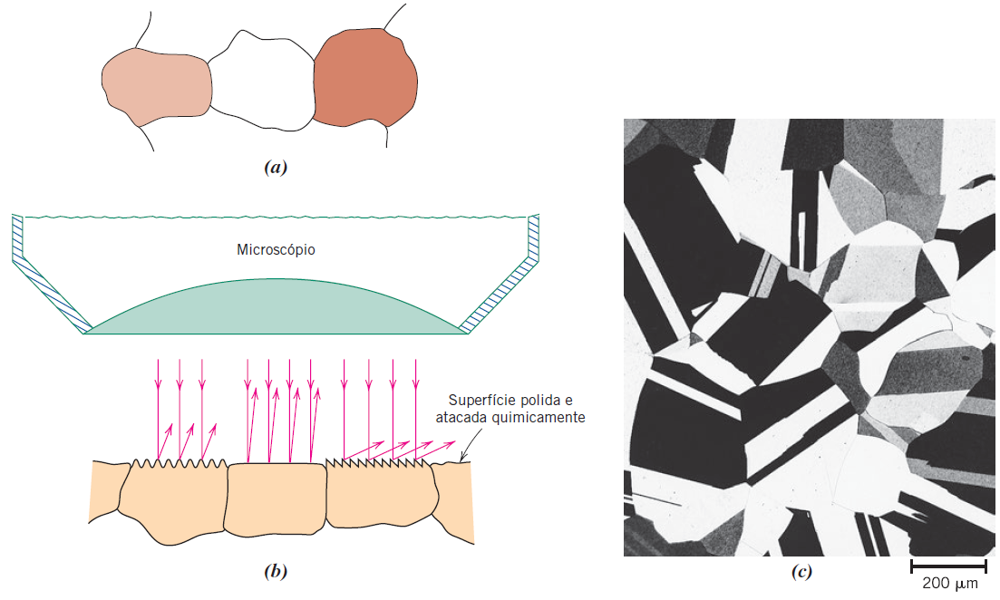 (a)
Microscópio
Superfície polida e
atacada quimicamente
(b)
(c)
200 μm